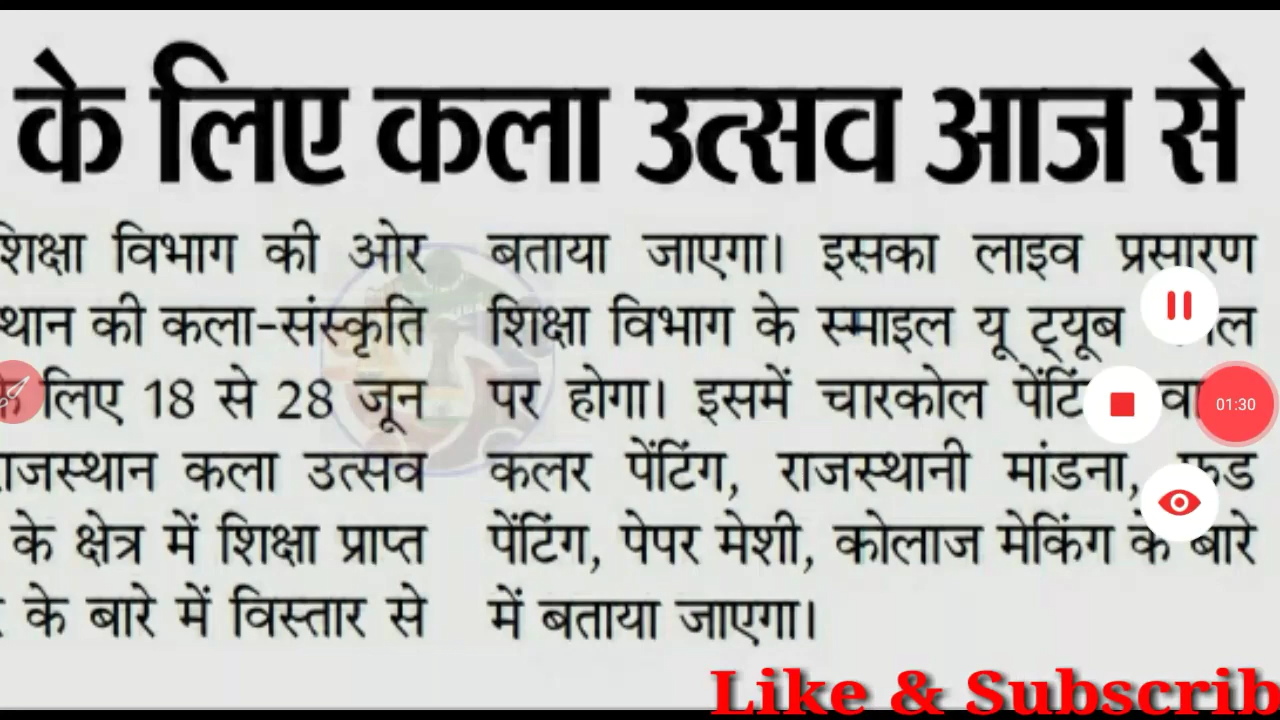 के लिए कला उत्सव आज से
शिक्षा विभाग की ओर
थान की कला-संस्कृति
लिए 18 से 28 जून
राजस्थान कला उत्सव
के क्षेत्र में शिक्षा प्राप्त
के बारे में विस्तार से
बताया जाएगा। इसका लाइव प्रसारण
शिक्षा विभाग के स्माइल यू ट्यूब
पर होगा। इसमें चारकोल
कलर पेंटिंग, राजस्थानी मांडना,
पेंटिंग, पेपर मेशी, कोलाज मेकिंग के बारे
में बताया जाएगा।
01:30
Like & Subscrib